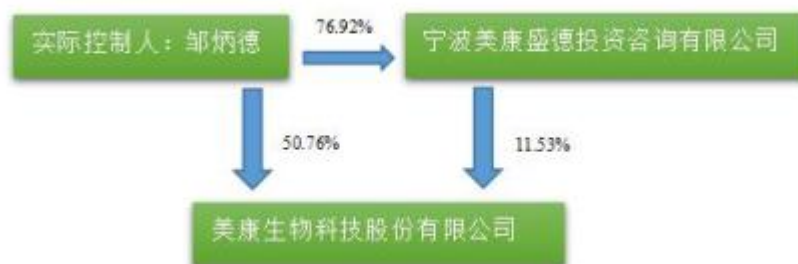 76.92%
实际控制人：邹炳德
宁波美康盛德投资咨询有限公司
50.76%
11.53%
美康生物科技股份有限公司